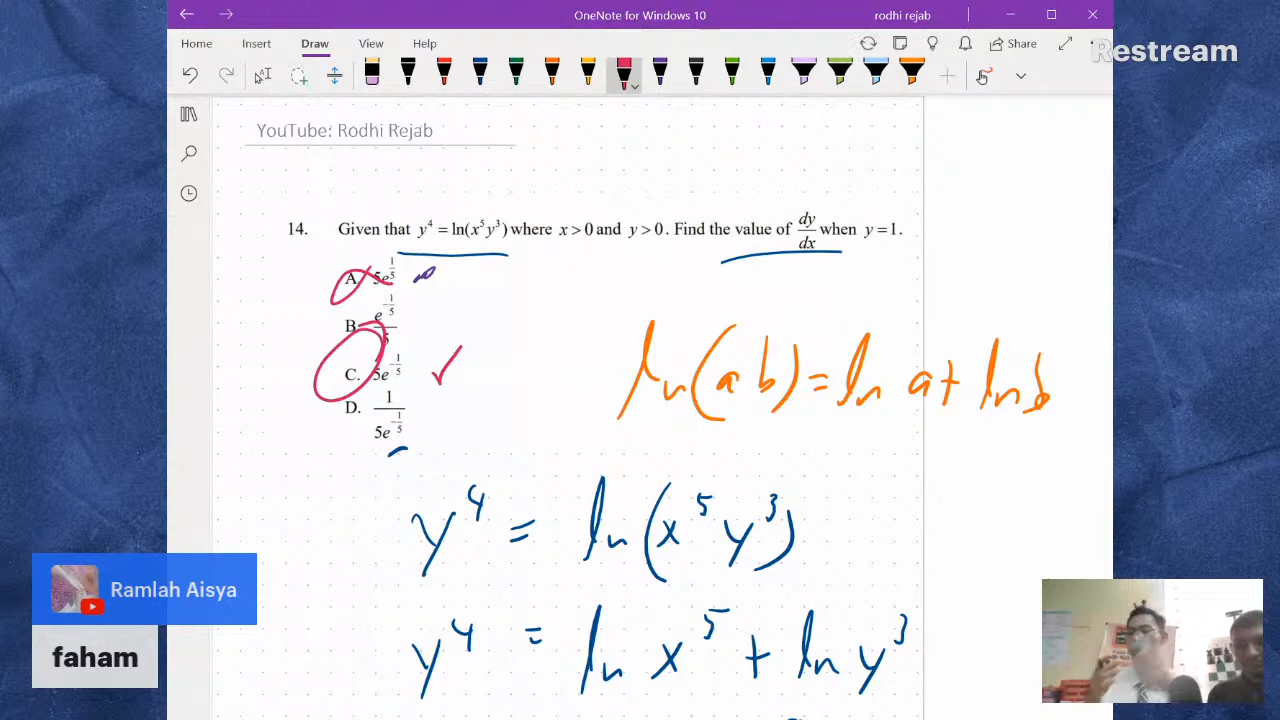 OneNote for Windows 10
rodhi rejab
Restream
Home Insert Draw View Help Share
YouTube: Rodhi Rejab
14. Given that y⁴ = ln(x⁵y³) where x > 0 and y > 0. Find the value of dy/dx when y = 1.
A. 5e^(1/5)
B. e^(-1/5)/5
C. 5e^(-1/5) ✓
D. 1/(5e^(-1/5))
ln(ab) = ln a + ln b
y⁴ = ln(x⁵y³)
y⁴ = ln x⁵ + ln y³
Ramlah Aisya
faham